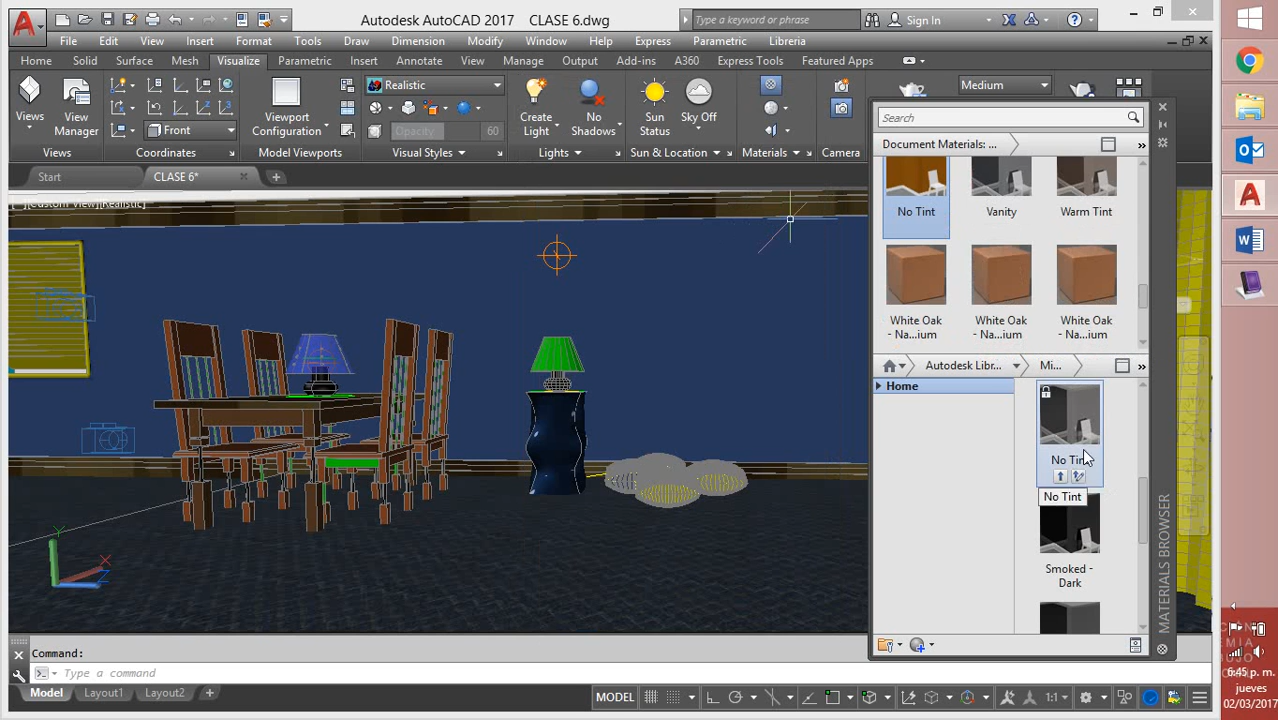 Autodesk AutoCAD 2017 CLASE 6.dwg
Type a keyword or phrase
Sign In
File Edit View Insert Format Tools Draw Dimension Modify Window Help Express Parametric Libreria
Home Solid Surface Mesh Visualize Parametric Insert Annotate View Manage Output Add-ins A360 Express Tools Featured Apps
Views
View Manager
Front
Viewport Configuration
Realistic
Opacity 60
Create Light
No Shadows
Sun Status
Sky Off
Medium
Views
Coordinates
Model Viewports
Visual Styles
Lights
Sun & Location
Materials
Camera
Start
CLASE 6*
[Custom View][Realistic]
Search
Document Materials: ...
No Tint
Vanity
Warm Tint
White Oak - Na...ium
White Oak - Na...ium
White Oak - Na...ium
Autodesk Libr...
Mi...
Home
No Tint
No Tint
Smoked - Dark
MATERIALS BROWSER
Y
X
Z
Command:
Type a command
Model Layout1 Layout2
MODEL
1:1
6:45 p. m.
jueves
02/03/2017